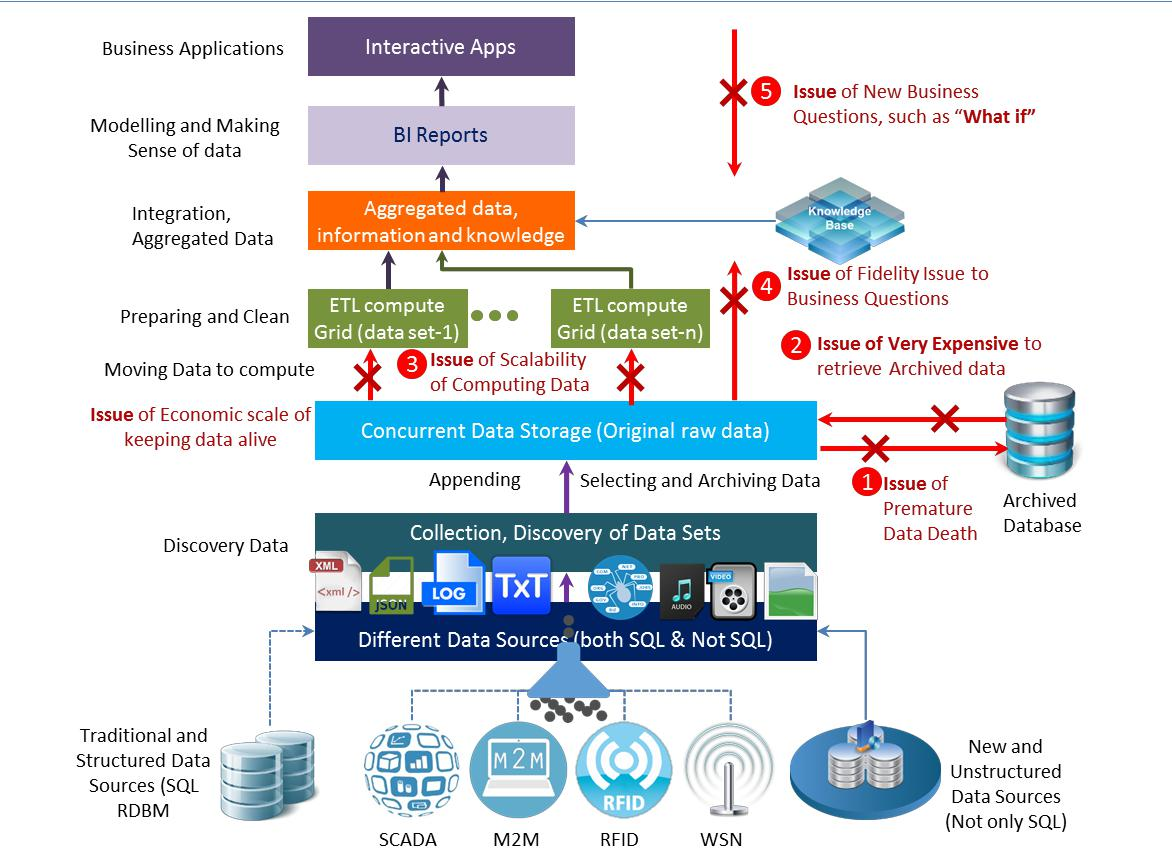 Business Applications
Interactive Apps
5
Issue of New Business
Questions, such as “What if”
Modelling and Making
Sense of data
BI Reports
Integration,
Aggregated Data
Aggregated data,
information and knowledge
Knowledge
Base
4
Issue of Fidelity Issue to
Business Questions
Preparing and Clean
ETL compute
Grid (data set-1)
ETL compute
Grid (data set-n)
2
Issue of Very Expensive to
retrieve Archived data
Moving Data to compute
3
Issue of Scalability
of Computing Data
Issue of Economic scale of
keeping data alive
Concurrent Data Storage (Original raw data)
Appending
Selecting and Archiving Data
1
Issue of
Premature
Data Death
Archived
Database
Discovery Data
Collection, Discovery of Data Sets
XML
<xml />
JSON
LOG
TxT
.COM
.NET
.PRO
.ORG
.GOV
.BIZ
.INFO
AUDIO
VIDEO
Different Data Sources (both SQL & Not SQL)
Traditional and
Structured Data
Sources (SQL
RDBM
SCADA
M2M
M2M
RFID
RFID
WSN
New and
Unstructured
Data Sources
(Not only SQL)